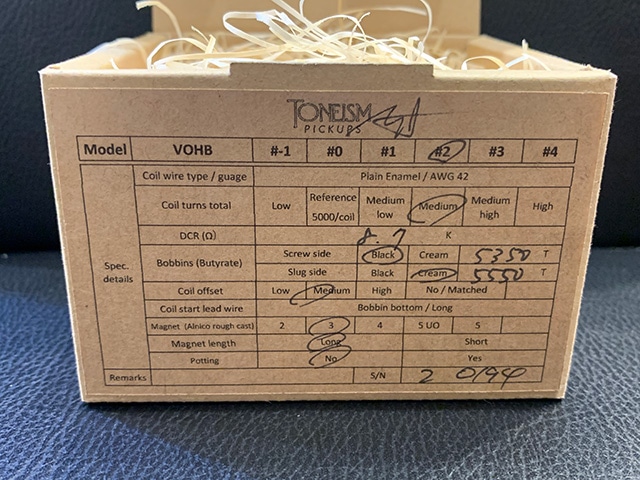 TONEISM
PICKUPS
Model VOHB #-1 #0 #1 #2 #3 #4
Spec. details
Coil wire type / guage Plain Enamel / AWG 42
Coil turns total Low Reference 5000/coil Medium low Medium Medium high High
DCR (Ω) 8.7 K
Bobbins (Butyrate) Screw side Black Cream 5350 T
Slug side Black Cream 5550 T
Coil offset Low Medium High No / Matched
Coil start lead wire Bobbin bottom / Long
Magnet (Alnico rough cast) 2 3 4 5 UO 5
Magnet length Long Short
Potting No Yes
Remarks S/N 2 0194